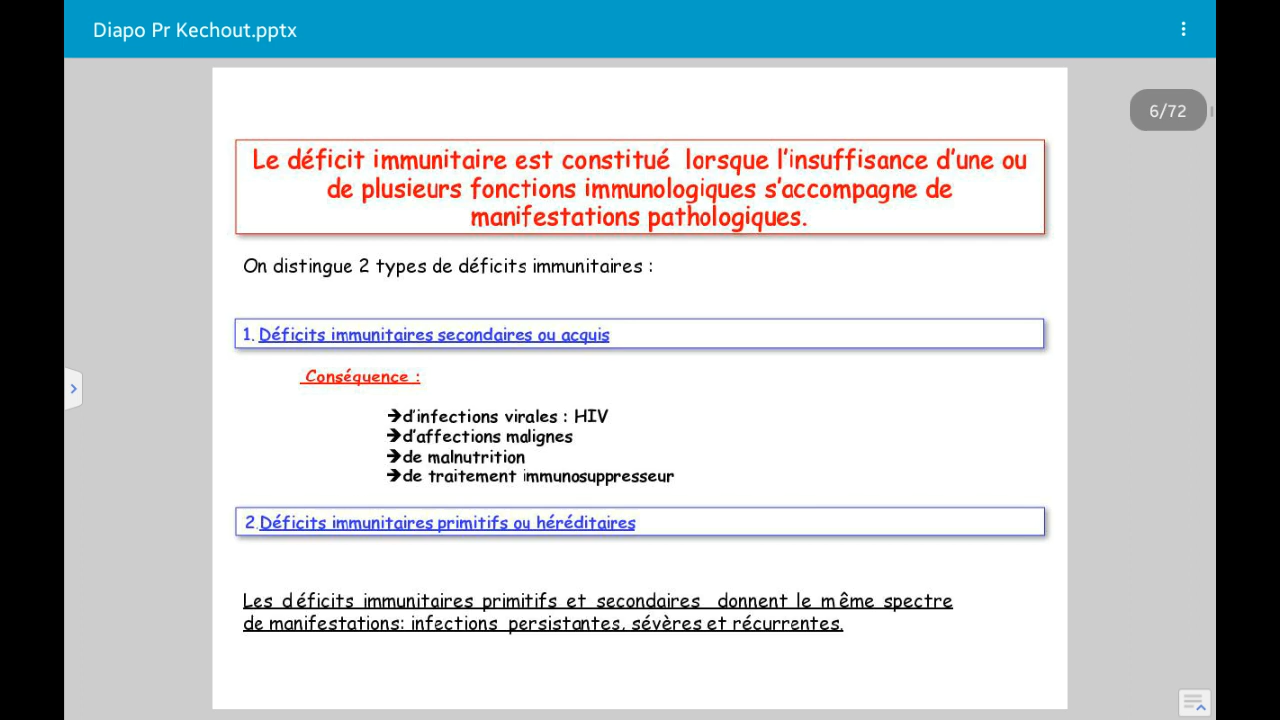 Diapo Pr Kechout.pptx
6/72
Le déficit immunitaire est constitué lorsque l'insuffisance d'une ou
de plusieurs fonctions immunologiques s'accompagne de
manifestations pathologiques.
On distingue 2 types de déficits immunitaires :
1. Déficits immunitaires secondaires ou acquis
Conséquence :
➔d'infections virales : HIV
➔d'affections malignes
➔de malnutrition
➔de traitement immunosuppresseur
2.Déficits immunitaires primitifs ou héréditaires
Les déficits immunitaires primitifs et secondaires donnent le même spectre
de manifestations: infections persistantes, sévères et récurrentes.